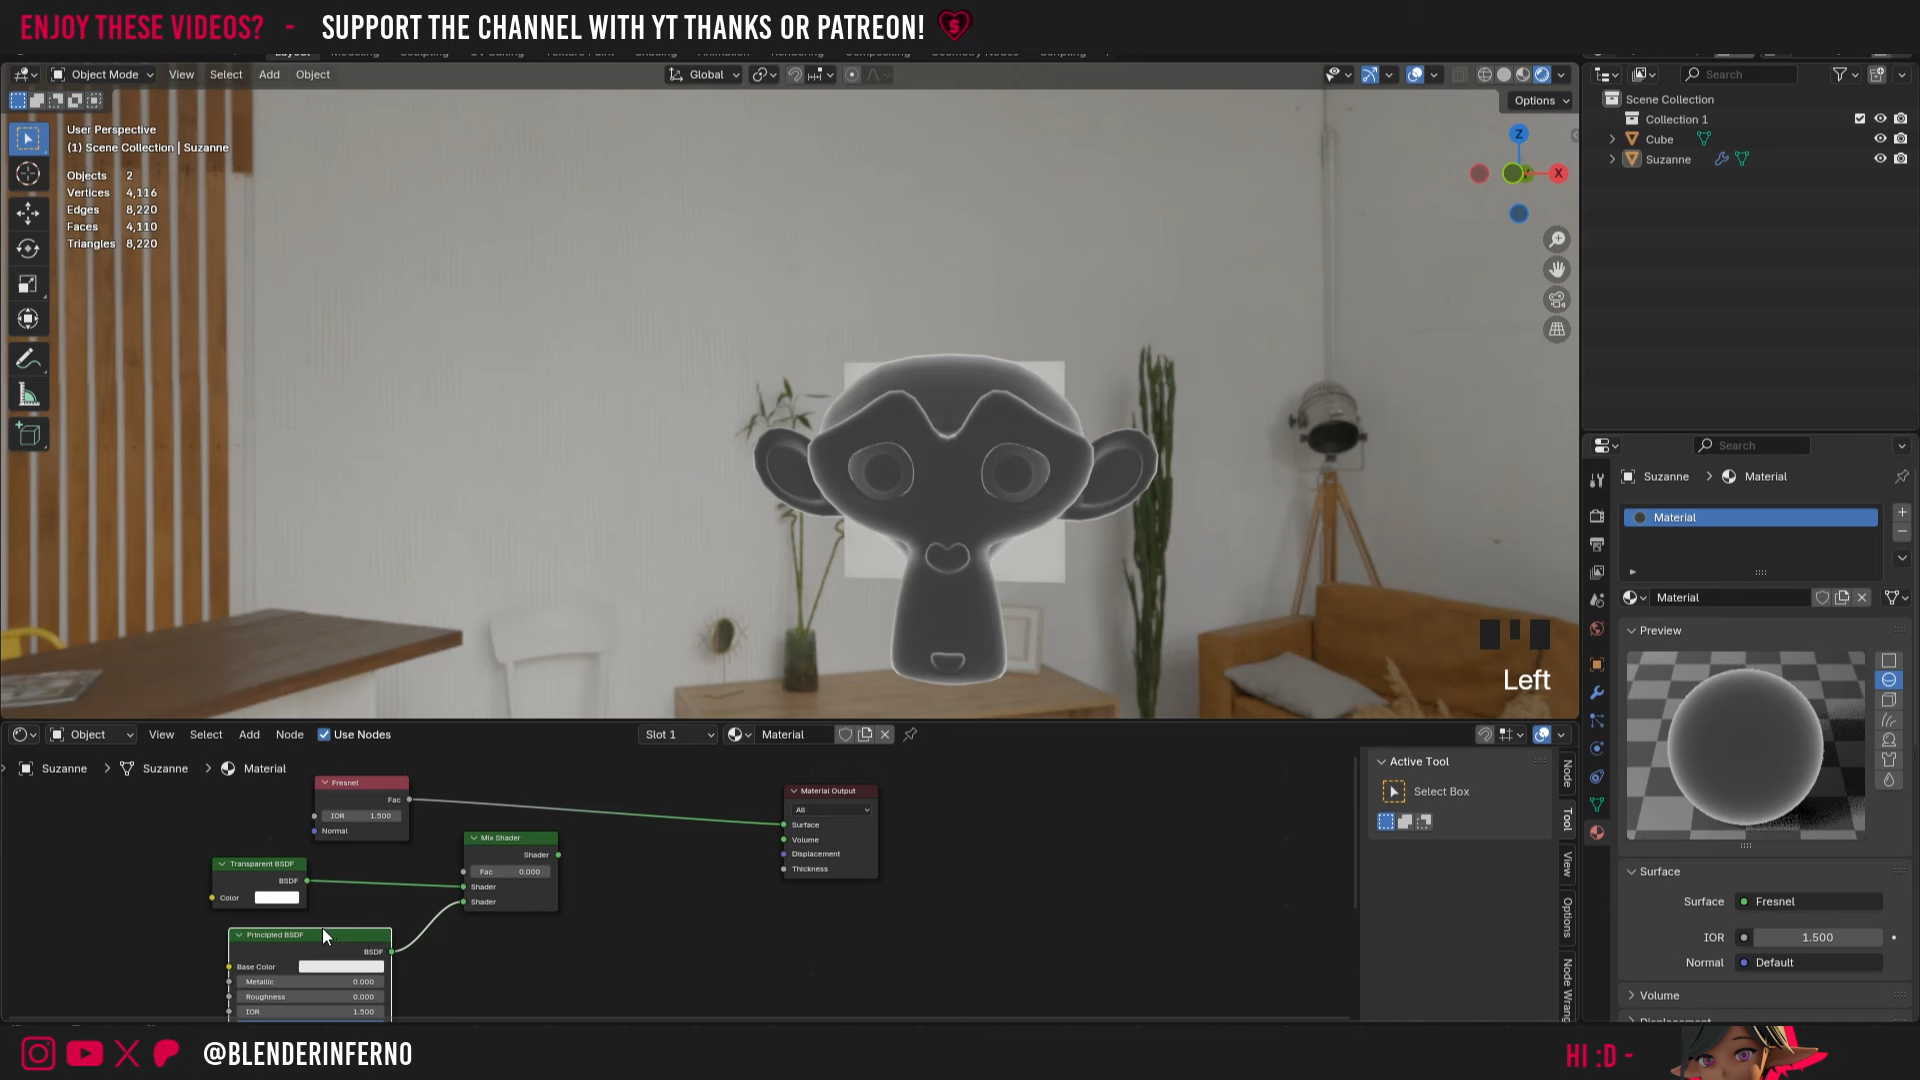 ENJOY THESE VIDEOS? - SUPPORT THE CHANNEL WITH YT THANKS OR PATREON!
Object Mode View Select Add Object Global
Options
User Perspective
(1) Scene Collection | Suzanne
Objects 2
Vertices 4,116
Edges 8,220
Faces 4,110
Triangles 8,220
Z
X
Left
Search
Scene Collection
Collection 1
Cube
Suzanne
Search
Suzanne > Material
Material
Material
Preview
Surface
Surface Fresnel
IOR 1.500
Normal Default
Volume
Object View Select Add Node Use Nodes Slot 1 Material
Suzanne > Suzanne > Material
Fresnel
Fac
IOR 1.500
Normal
Transparent BSDF
BSDF
Color
Principled BSDF
BSDF
Base Color
Metallic 0.000
Roughness 0.000
IOR 1.500
Mix Shader
Shader
Fac 0.000
Shader
Shader
Material Output
All
Surface
Volume
Displacement
Thickness
Active Tool
Select Box
Node
Tool
View
Options
Node Wrang
@BLENDERINFERNO
HI :D -